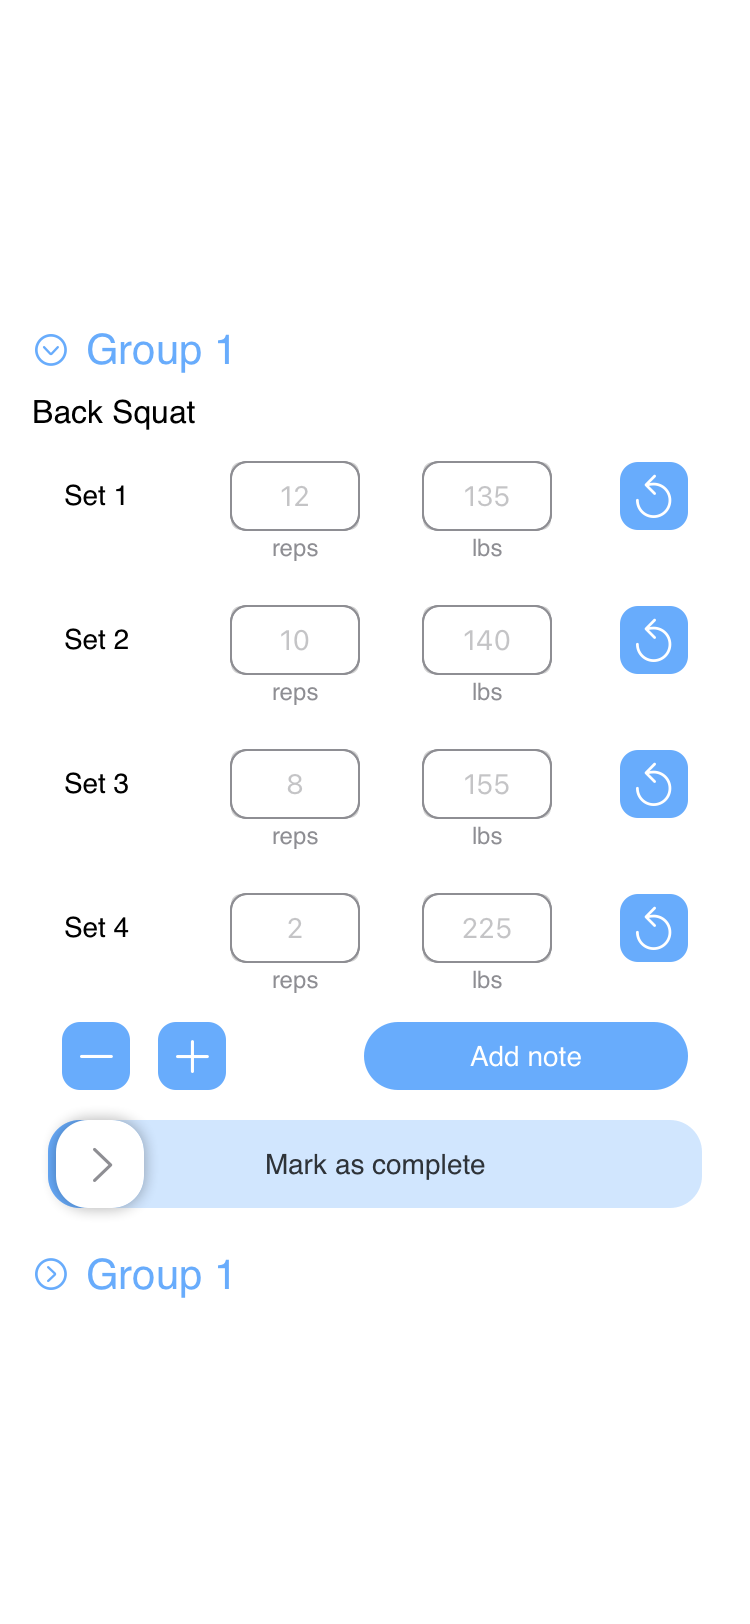 Group 1
Back Squat
Set 1 12 135
reps lbs
Set 2 10 140
reps lbs
Set 3 8 155
reps lbs
Set 4 2 225
reps lbs
Add note
Mark as complete
Group 1